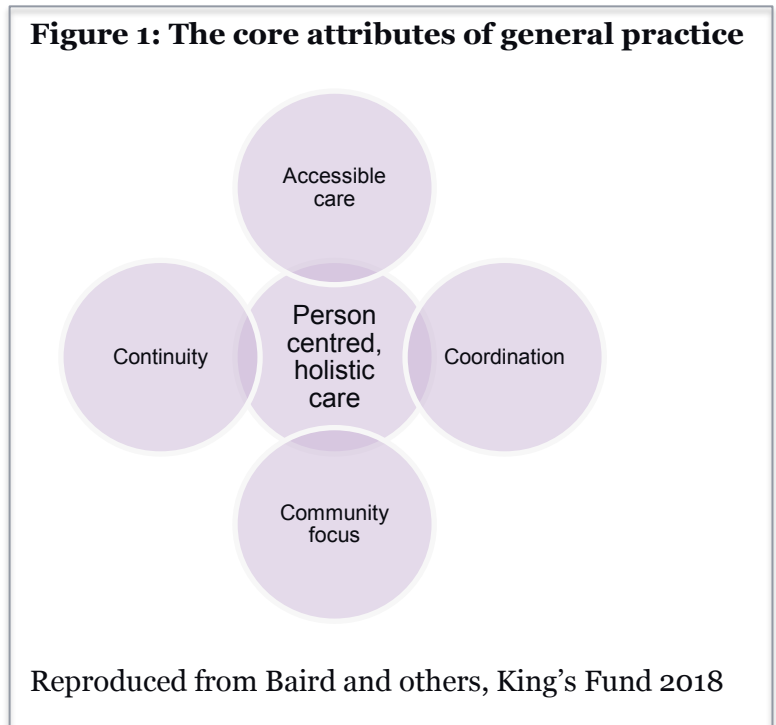 Figure 1: The core attributes of general practice
Accessible
care
Continuity
Person
centred,
holistic
care
Coordination
Community
focus
Reproduced from Baird and others, King’s Fund 2018